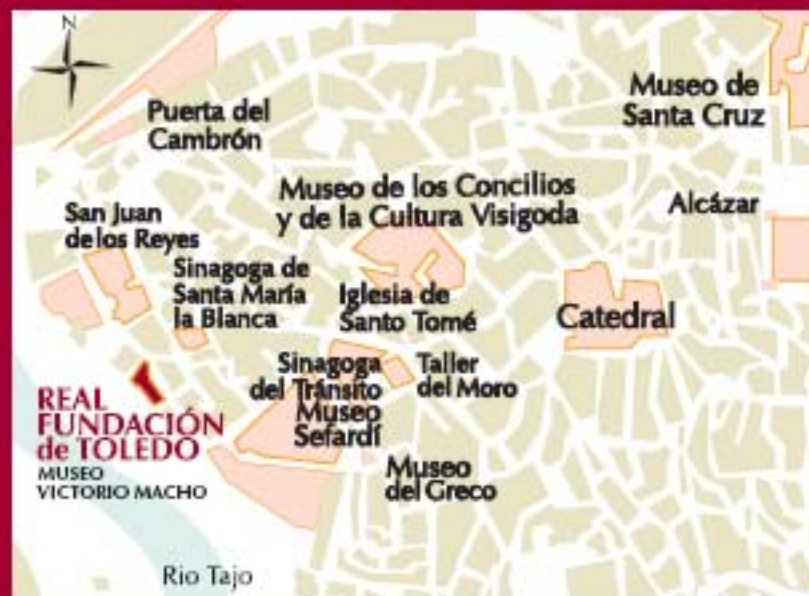 N
Puerta del
Cambrón
Museo de
Santa Cruz
Museo de los Concilios
y de la Cultura Visigoda
Alcázar
San Juan
de los Reyes
Sinagoga de
Santa María
la Blanca
Iglesia de
Santo Tomé
Catedral
Sinagoga
del Tránsito
Museo
Sefardí
Taller
del Moro
REAL
FUNDACIÓN
de TOLEDO
MUSEO
VICTORIO MACHO
Museo
del Greco
Rio Tajo